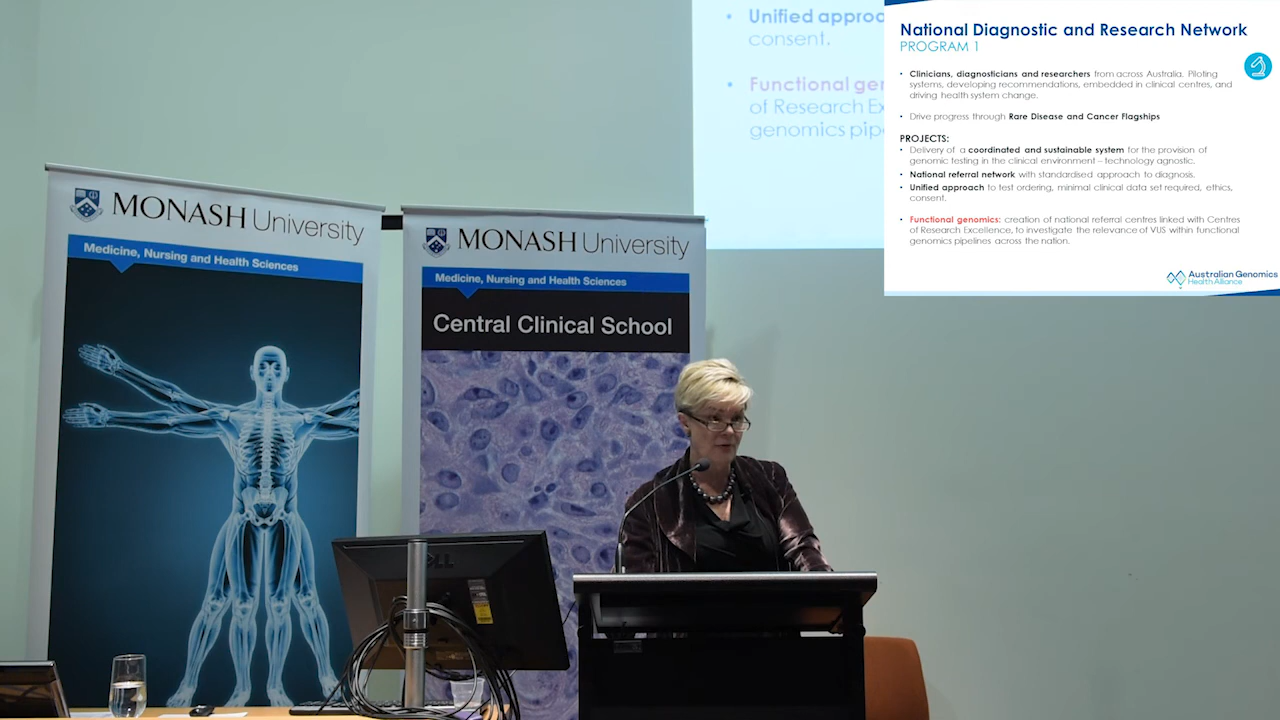 MONASH University
Medicine, Nursing and Health Sciences
MONASH University
Medicine, Nursing and Health Sciences
Central Clinical School
DELL
• Unified approa
consent.
• Functional ge
of Research Ex
genomics pip
National Diagnostic and Research Network
PROGRAM 1
• Clinicians, diagnosticians and researchers from across Australia. Piloting
systems, developing recommendations, embedded in clinical centres, and
driving health system change.
• Drive progress through Rare Disease and Cancer Flagships
PROJECTS:
• Delivery of a coordinated and sustainable system for the provision of
genomic testing in the clinical environment – technology agnostic.
• National referral network with standardised approach to diagnosis.
• Unified approach to test ordering, minimal clinical data set required, ethics,
consent.
• Functional genomics: creation of national referral centres linked with Centres
of Research Excellence, to investigate the relevance of VUS within functional
genomics pipelines across the nation.
Australian Genomics
Health Alliance